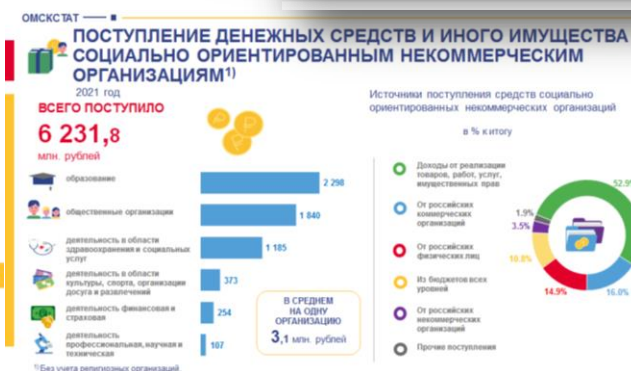 ОМСКСТАТ
ПОСТУПЛЕНИЕ ДЕНЕЖНЫХ СРЕДСТВ И ИНОГО ИМУЩЕСТВА
СОЦИАЛЬНО ОРИЕНТИРОВАННЫМ НЕКОММЕРЧЕСКИМ
ОРГАНИЗАЦИЯМ1)
2021 год
ВСЕГО ПОСТУПИЛО
6 231,8
млн. рублей
образование
2 298
общественные организации
1 840
деятельность в области
здравоохранения и социальных
услуг
1 185
деятельность в области
культуры, спорта, организации
досуга и развлечений
373
деятельность финансовая и
страховая
254
деятельность
профессиональная, научная и
техническая
107
В СРЕДНЕМ
НА ОДНУ
ОРГАНИЗАЦИЮ
3,1 млн. рублей
1)Без учета религиозных организаций
Источники поступления средств социально
ориентированных некоммерческих организаций
в % к итогу
Доходы от реализации
товаров, работ, услуг,
имущественных прав
От российских
коммерческих
организаций
От российских
физических лиц
Из бюджетов всех
уровней
От российских
некоммерческих
организаций
Прочие поступления
52.9%
1.9%
3.5%
10.8%
14.9%
16.0%